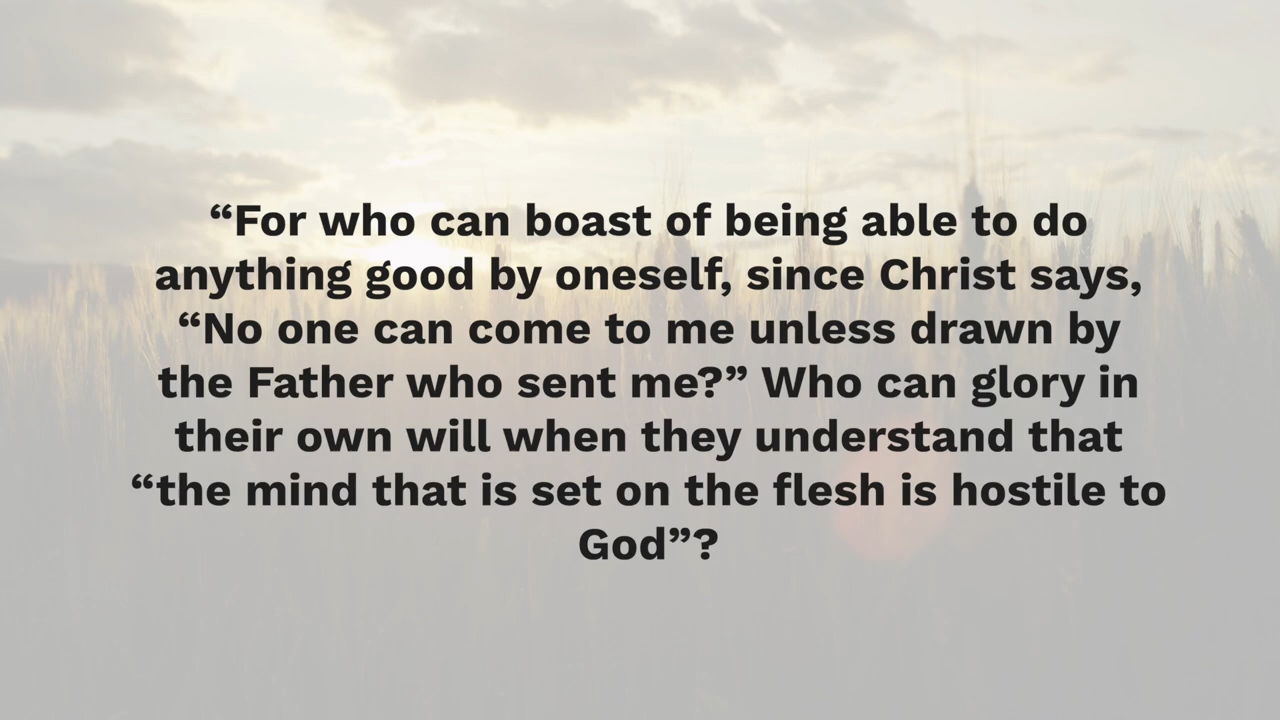 “For who can boast of being able to do
anything good by oneself, since Christ says,
“No one can come to me unless drawn by
the Father who sent me?” Who can glory in
their own will when they understand that
“the mind that is set on the flesh is hostile to
God”?